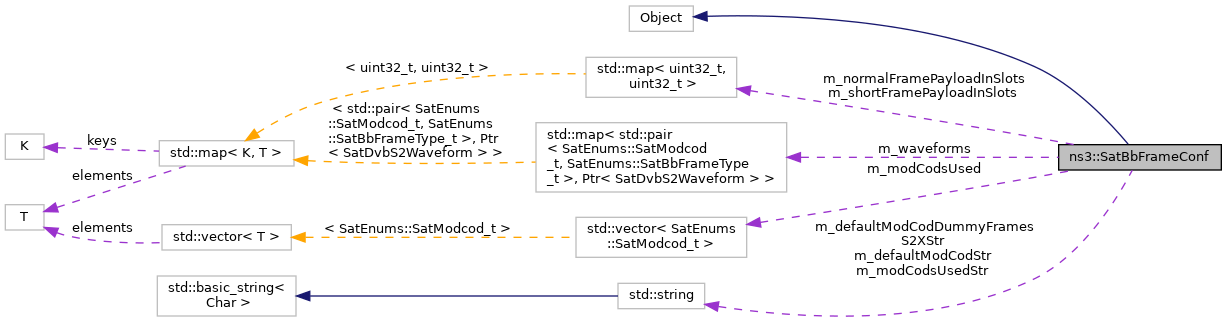 Object
< uint32_t, uint32_t >
std::map< uint32_t,
uint32_t >
m_normalFramePayloadInSlots
m_shortFramePayloadInSlots
K
keys
std::map< K, T >
< std::pair< SatEnums
::SatModcod_t, SatEnums
::SatBbFrameType_t >, Ptr
< SatDvbS2Waveform > >
std::map< std::pair
< SatEnums::SatModcod
_t, SatEnums::SatBbFrameType
_t >, Ptr< SatDvbS2Waveform > >
m_waveforms
ns3::SatBbFrameConf
elements
m_modCodsUsed
T
elements
std::vector< T >
< SatEnums::SatModcod_t >
std::vector< SatEnums
::SatModcod_t >
m_defaultModCodDummyFrames
S2XStr
m_defaultModCodStr
m_modCodsUsedStr
std::basic_string<
Char >
std::string